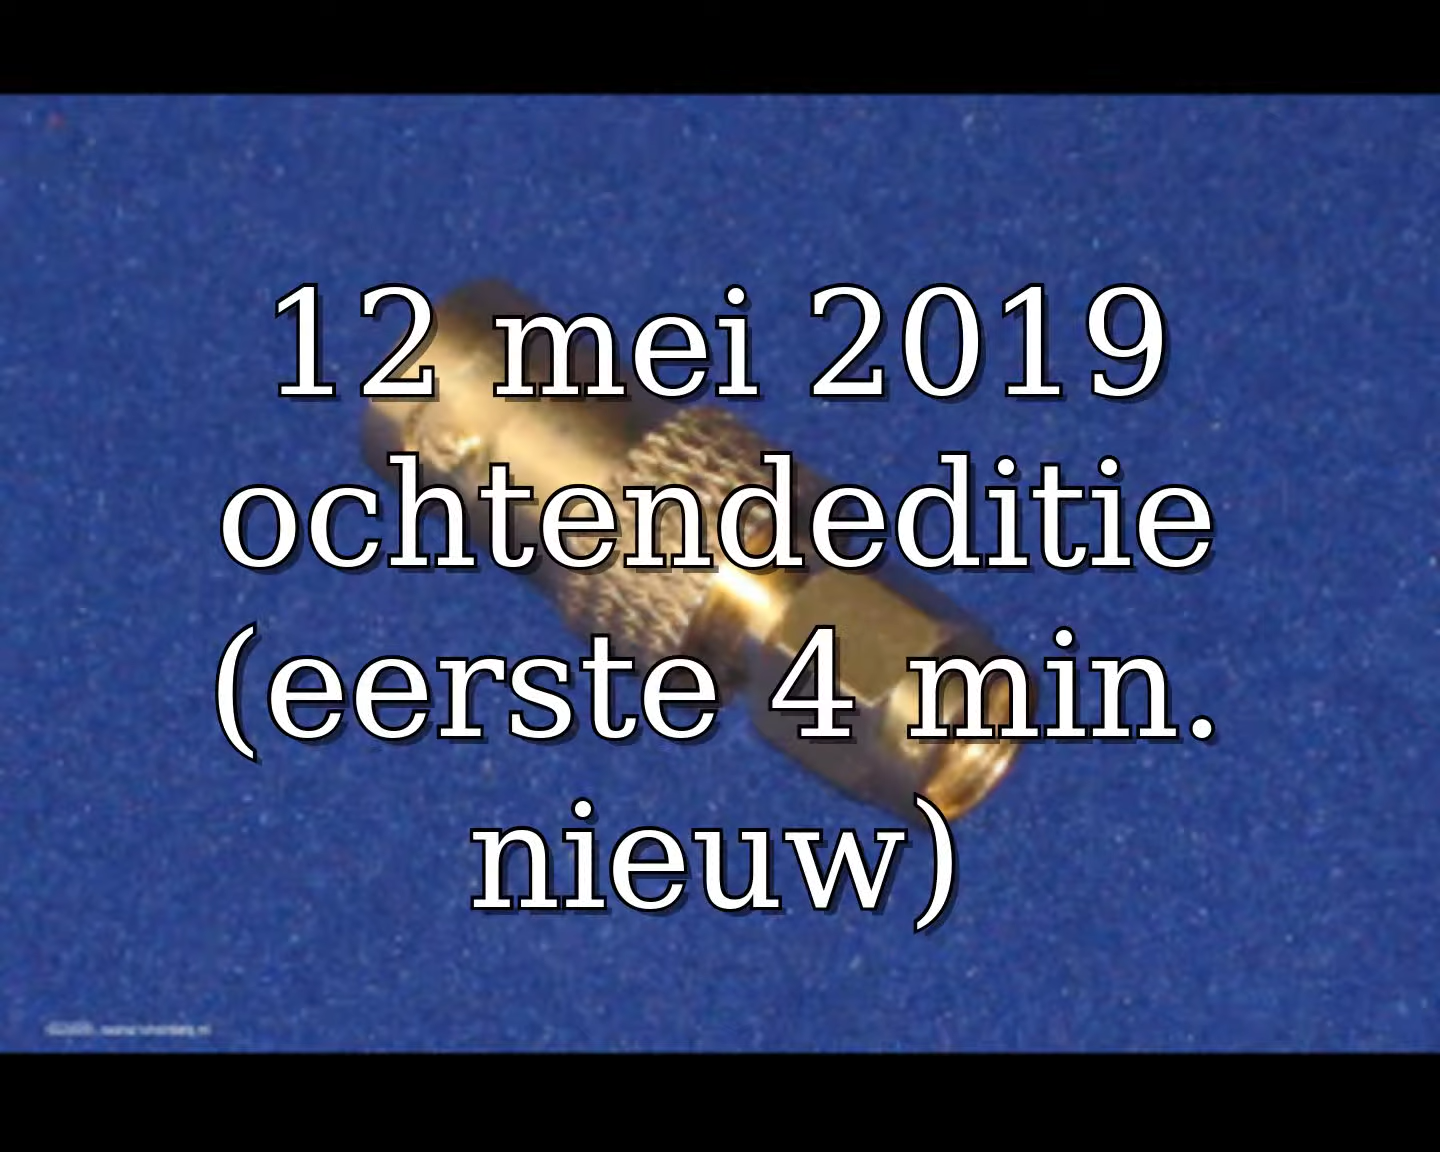 12 mei 2019
ochtendeditie
(eerste 4 min.
nieuw)